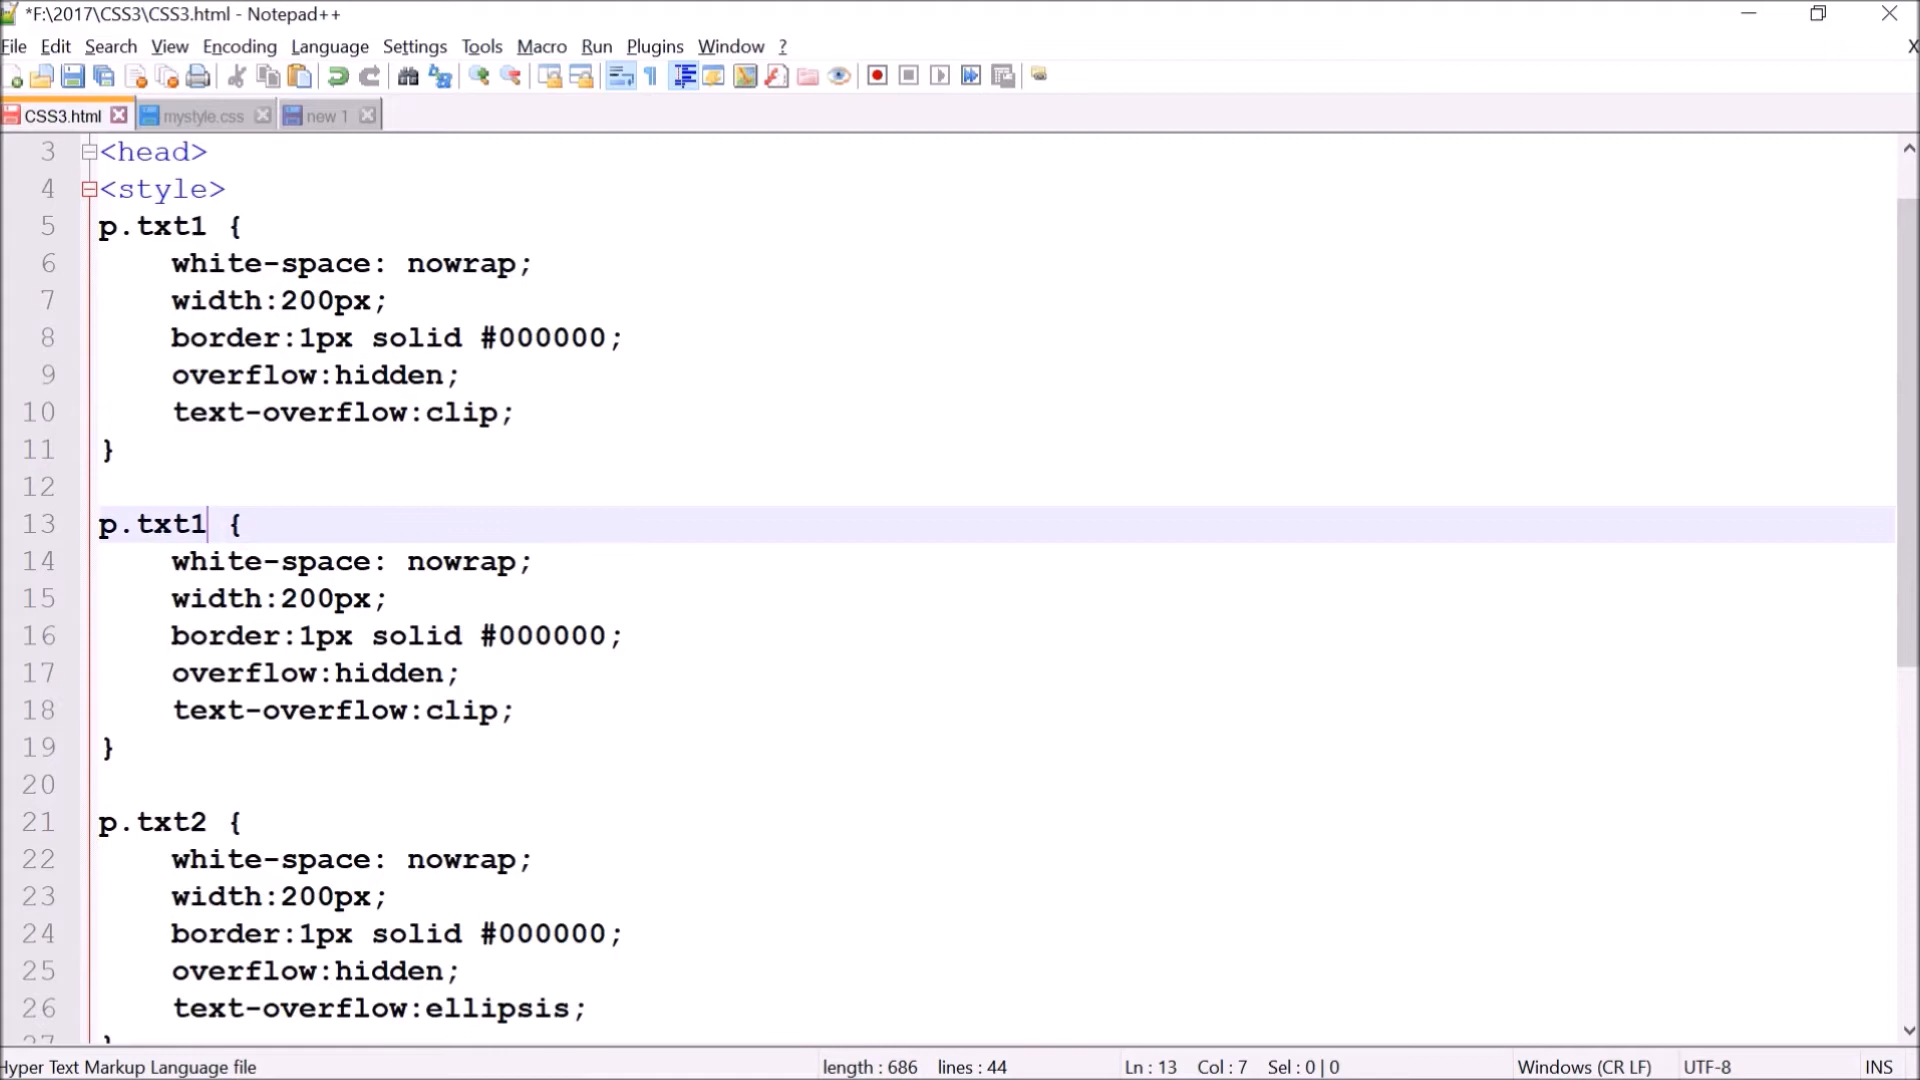 *F:\2017\CSS3\CSS3.html - Notepad++
File Edit Search View Encoding Language Settings Tools Macro Run Plugins Window ? X
CSS3.html mystyle.css new 1
3 <head>
4 <style>
5 p.txt1 {
6 white-space: nowrap;
7 width:200px;
8 border:1px solid #000000;
9 overflow:hidden;
10 text-overflow:clip;
11 }
12
13 p.txt1 {
14 white-space: nowrap;
15 width:200px;
16 border:1px solid #000000;
17 overflow:hidden;
18 text-overflow:clip;
19 }
20
21 p.txt2 {
22 white-space: nowrap;
23 width:200px;
24 border:1px solid #000000;
25 overflow:hidden;
26 text-overflow:ellipsis;
27 }
Hyper Text Markup Language file length : 686 lines : 44 Ln : 13 Col : 7 Sel : 0 | 0 Windows (CR LF) UTF-8 INS